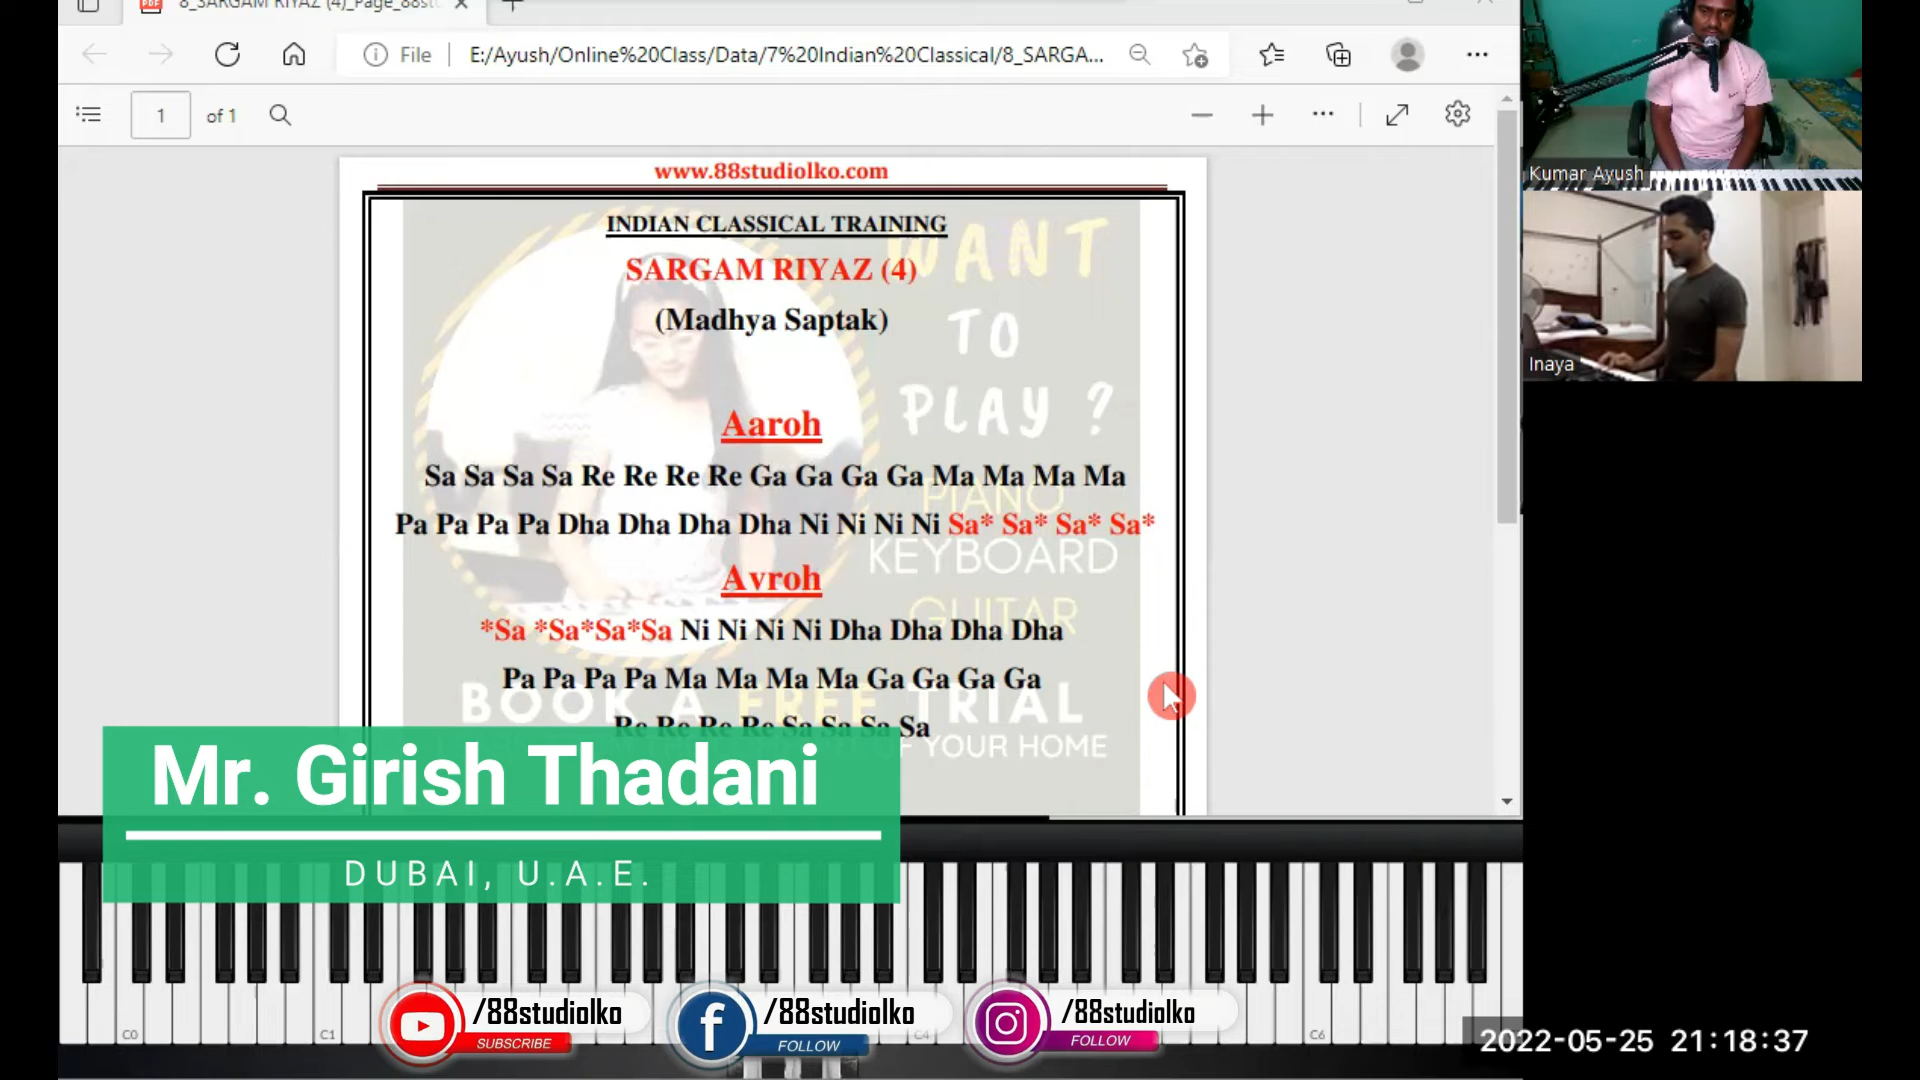 8_SARGAM RIYAZ (4)_Page_88st
File
E:/Ayush/Online%20Class/Data/7%20Indian%20Classical/8_SARGA...
1
of 1
www.88studiolko.com
INDIAN CLASSICAL TRAINING
SARGAM RIYAZ (4)
(Madhya Saptak)
Aaroh
Sa Sa Sa Sa Re Re Re Re Ga Ga Ga Ga Ma Ma Ma Ma
Pa Pa Pa Pa Dha Dha Dha Dha Ni Ni Ni Ni Sa* Sa* Sa* Sa*
Avroh
*Sa *Sa*Sa*Sa Ni Ni Ni Ni Dha Dha Dha Dha
Pa Pa Pa Pa Ma Ma Ma Ma Ga Ga Ga Ga
Re Re Re Re Sa Sa Sa Sa
WANT
TO
PLAY ?
PIANO
KEYBOARD
GUITAR
BOOK A FREE TRIAL
OF YOUR HOME
Kumar Ayush
Inaya
Mr. Girish Thadani
DUBAI, U.A.E.
/88studiolko
SUBSCRIBE
/88studiolko
FOLLOW
/88studiolko
FOLLOW
C0
C1
C4
C6
2022-05-25 21:18:37